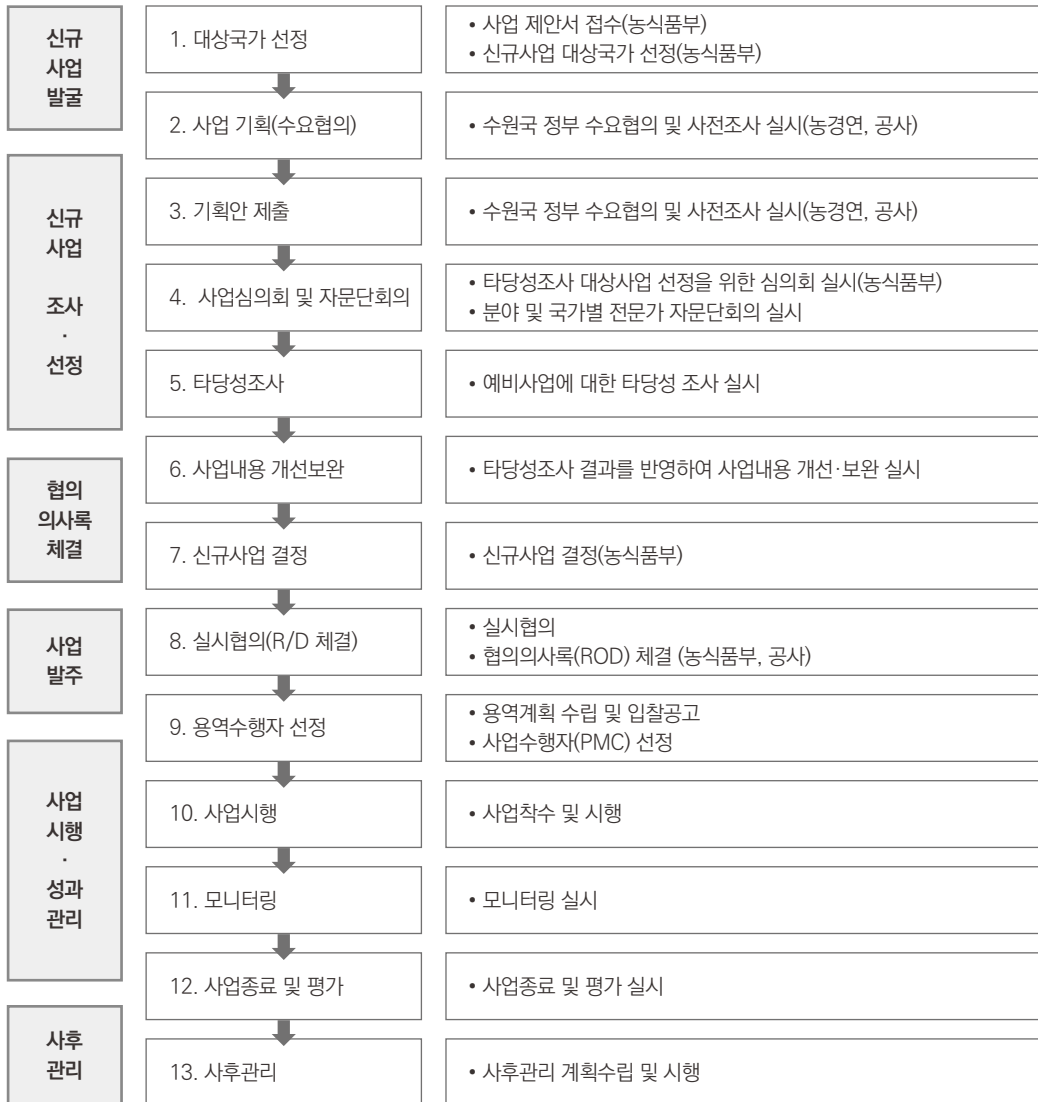 신규
사업
발굴
1. 대상국가 선정
• 사업 제안서 접수(농식품부)
• 신규사업 대상국가 선정(농식품부)
2. 사업 기획(수요협의)
• 수원국 정부 수요협의 및 사전조사 실시(농경연, 공사)
신규
사업
조사
·
선정
3. 기획안 제출
• 수원국 정부 수요협의 및 사전조사 실시(농경연, 공사)
4. 사업심의회 및 자문단회의
• 타당성조사 대상사업 선정을 위한 심의회 실시(농식품부)
• 분야 및 국가별 전문가 자문단회의 실시
5. 타당성조사
• 예비사업에 대한 타당성 조사 실시
협의
의사록
체결
6. 사업내용 개선보완
• 타당성조사 결과를 반영하여 사업내용 개선·보완 실시
7. 신규사업 결정
• 신규사업 결정(농식품부)
사업
발주
8. 실시협의(R/D 체결)
• 실시협의
• 협의의사록(ROD) 체결 (농식품부, 공사)
9. 용역수행자 선정
• 용역계획 수립 및 입찰공고
• 사업수행자(PMC) 선정
사업
시행
·
성과
관리
10. 사업시행
• 사업착수 및 시행
11. 모니터링
• 모니터링 실시
12. 사업종료 및 평가
• 사업종료 및 평가 실시
사후
관리
13. 사후관리
• 사후관리 계획수립 및 시행